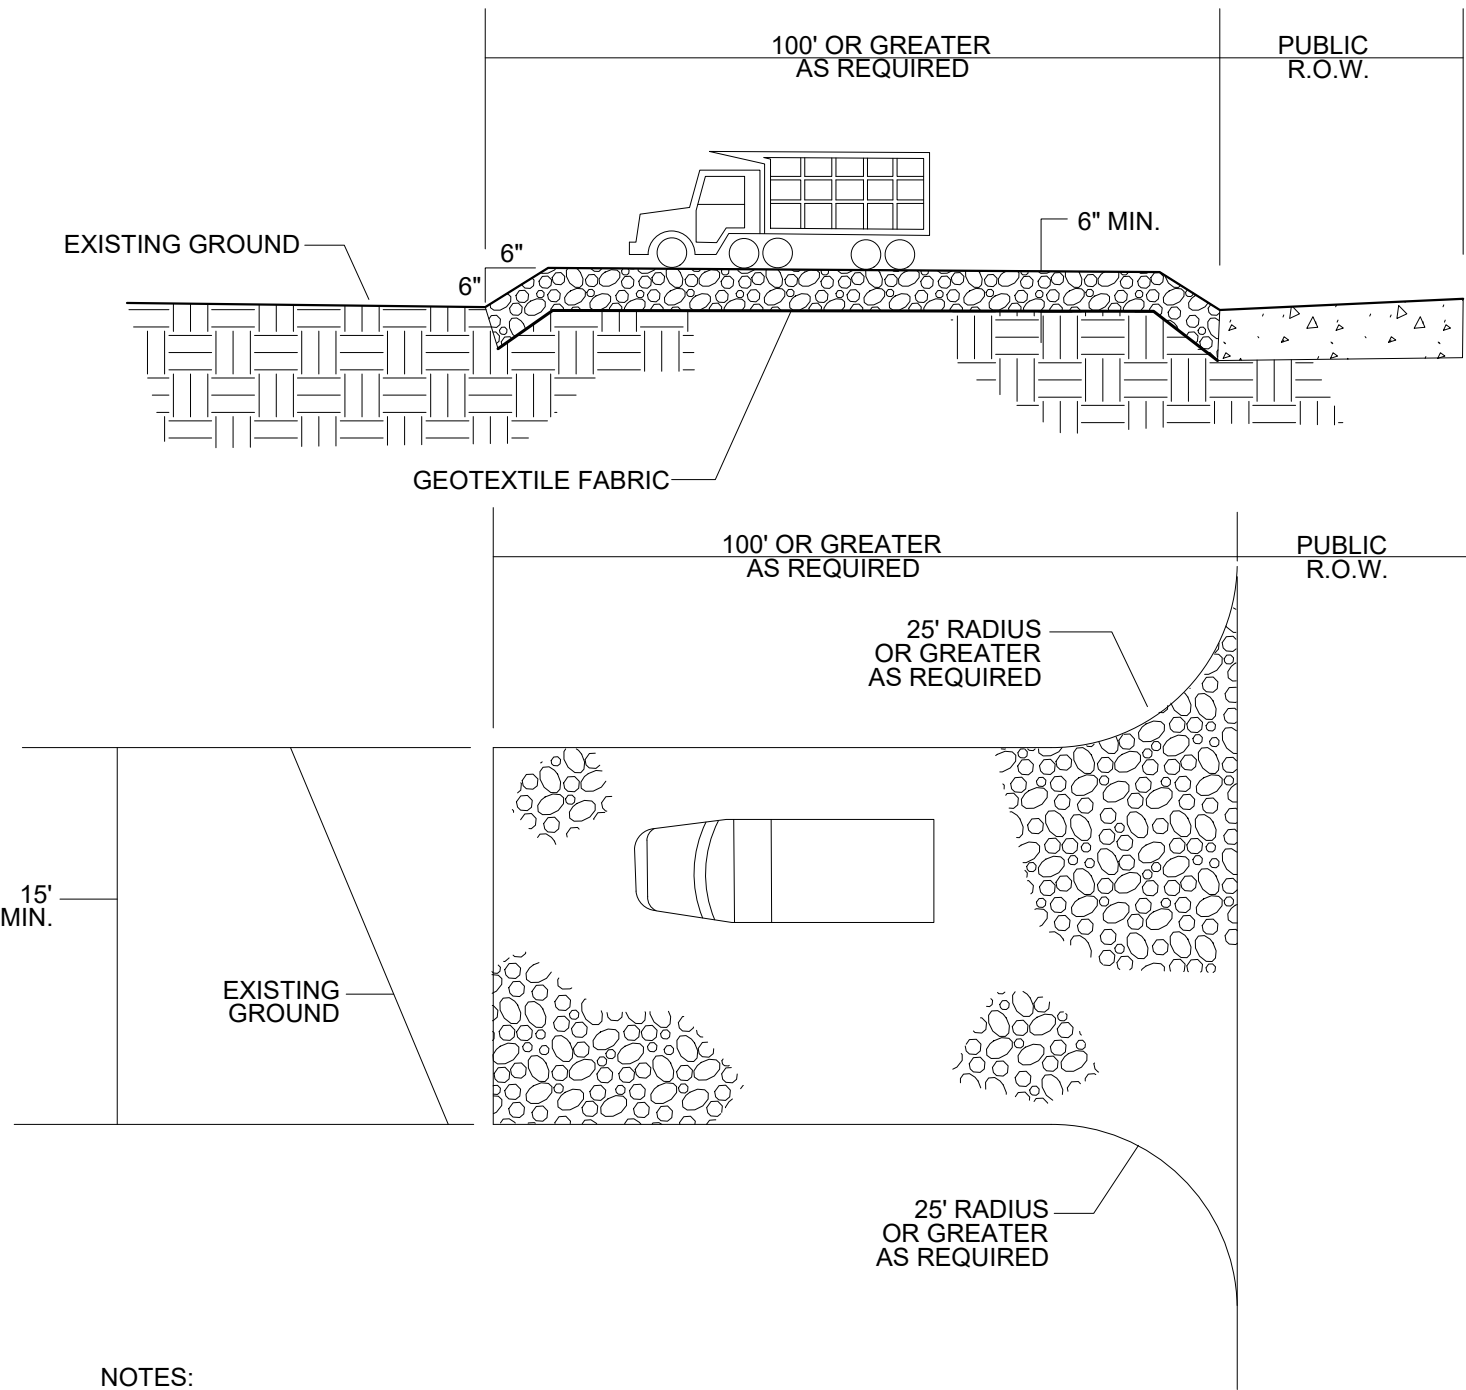 100' OR GREATER
AS REQUIRED
PUBLIC
R.O.W.
6" MIN.
EXISTING GROUND
6"
6"
GEOTEXTILE FABRIC
100' OR GREATER
AS REQUIRED
PUBLIC
R.O.W.
25' RADIUS
OR GREATER
AS REQUIRED
15'
MIN.
EXISTING
GROUND
25' RADIUS
OR GREATER
AS REQUIRED
NOTES: